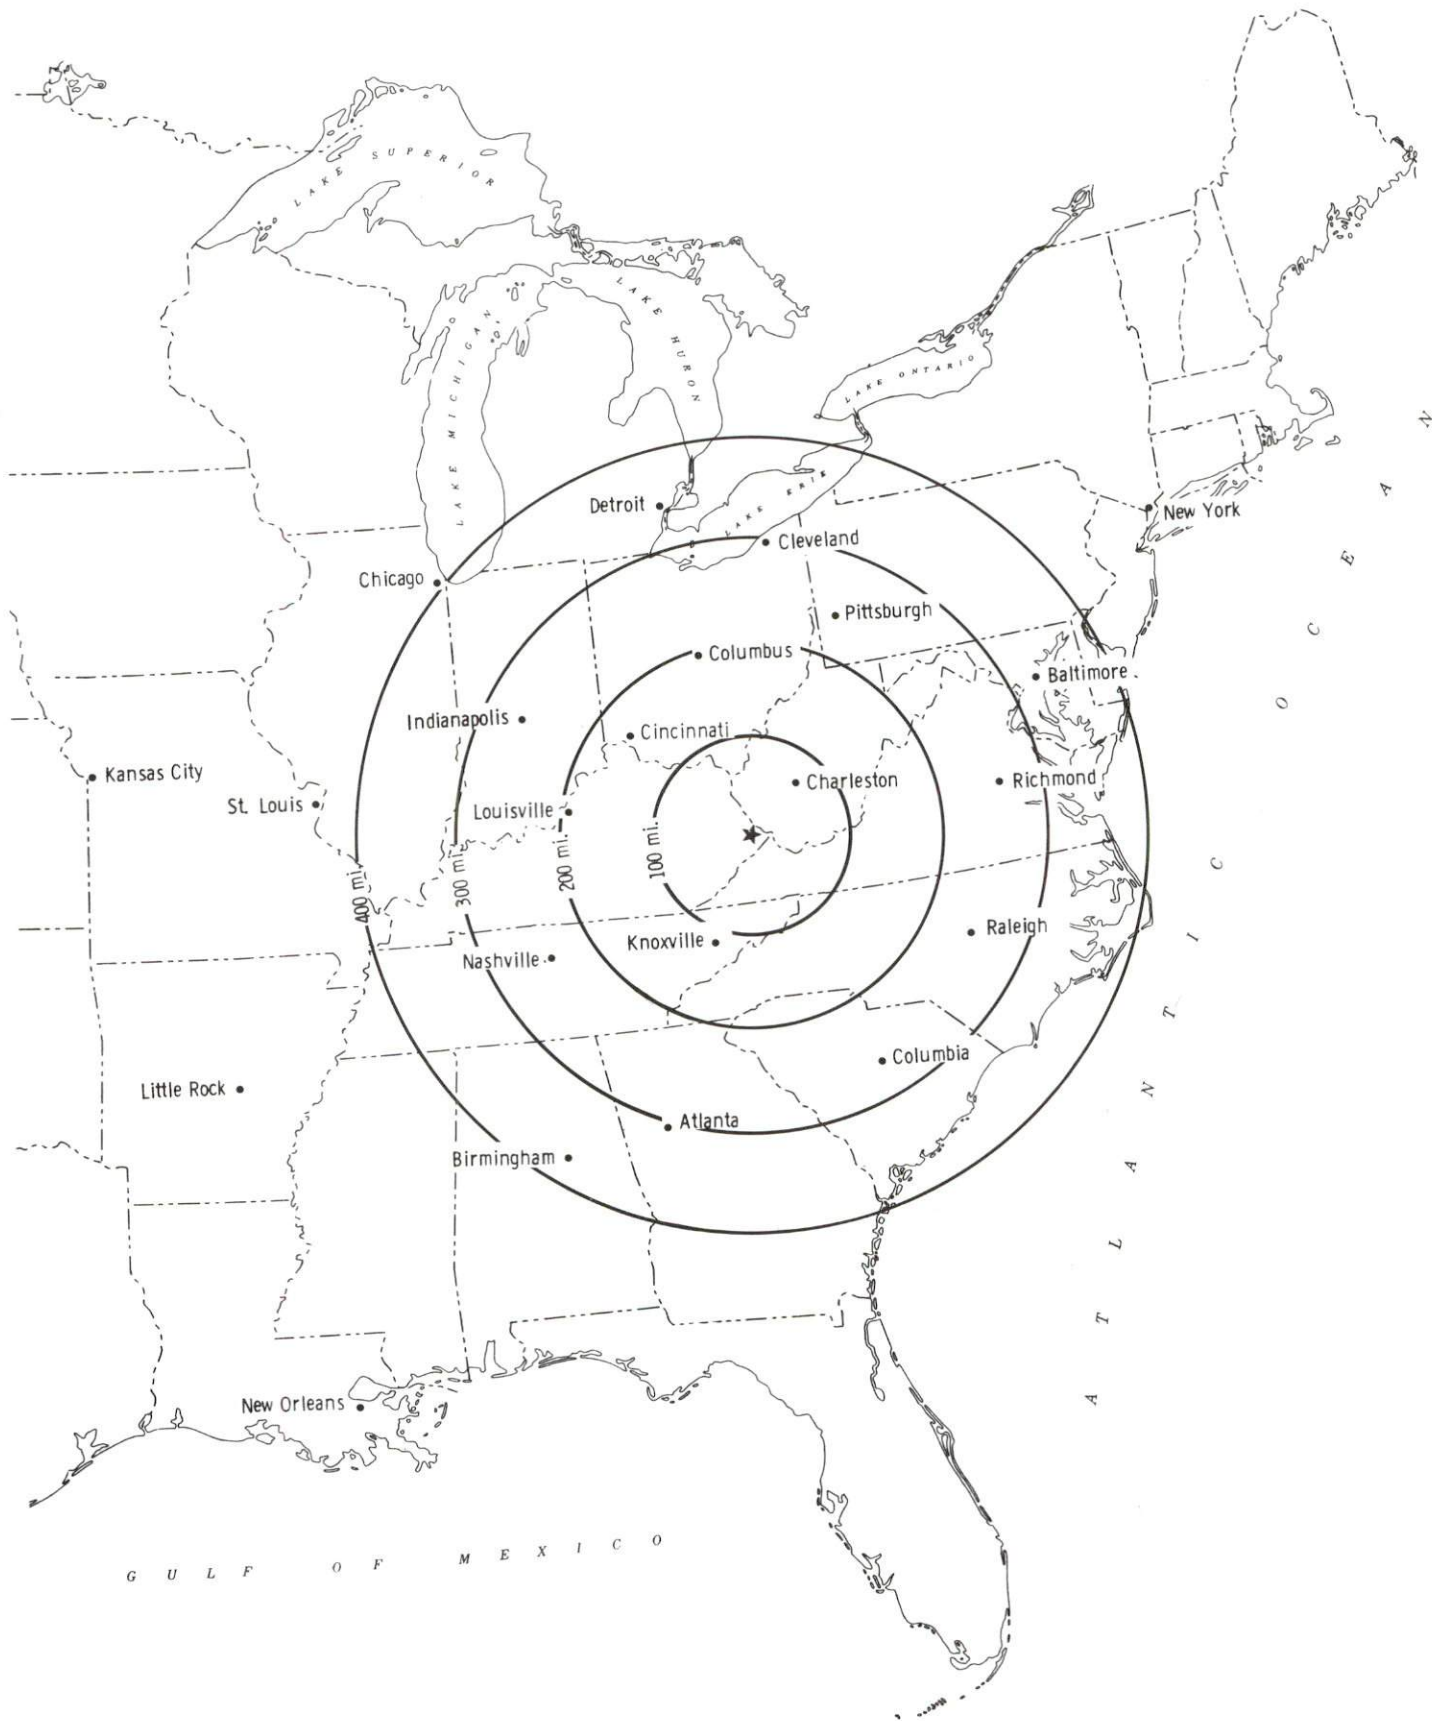 LAKE SUPERIOR
LAKE MICHIGAN
LAKE HURON
LAKE ONTARIO
LAKE ERIE
Detroit
New York
Cleveland
Chicago
Pittsburgh
Columbus
Baltimore
Indianapolis
Cincinnati
Kansas City
Charleston
Richmond
St. Louis
Louisville
400 mi.
300 mi.
200 mi.
100 mi.
Raleigh
Knoxville
Nashville
Columbia
Little Rock
Atlanta
Birmingham
New Orleans
ATLANTIC OCEAN
GULF OF MEXICO